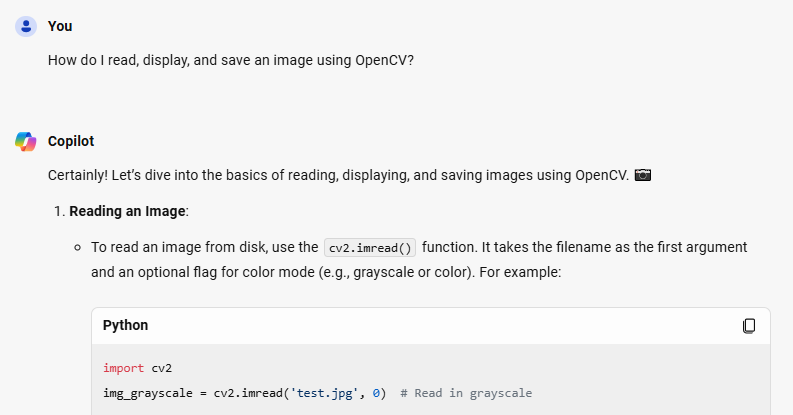 You
How do I read, display, and save an image using OpenCV?
Copilot
Certainly! Let’s dive into the basics of reading, displaying, and saving images using OpenCV. 📷
1. Reading an Image:
To read an image from disk, use the cv2.imread() function. It takes the filename as the first argument
and an optional flag for color mode (e.g., grayscale or color). For example:
Python
import cv2
img_grayscale = cv2.imread('test.jpg', 0)  # Read in grayscale